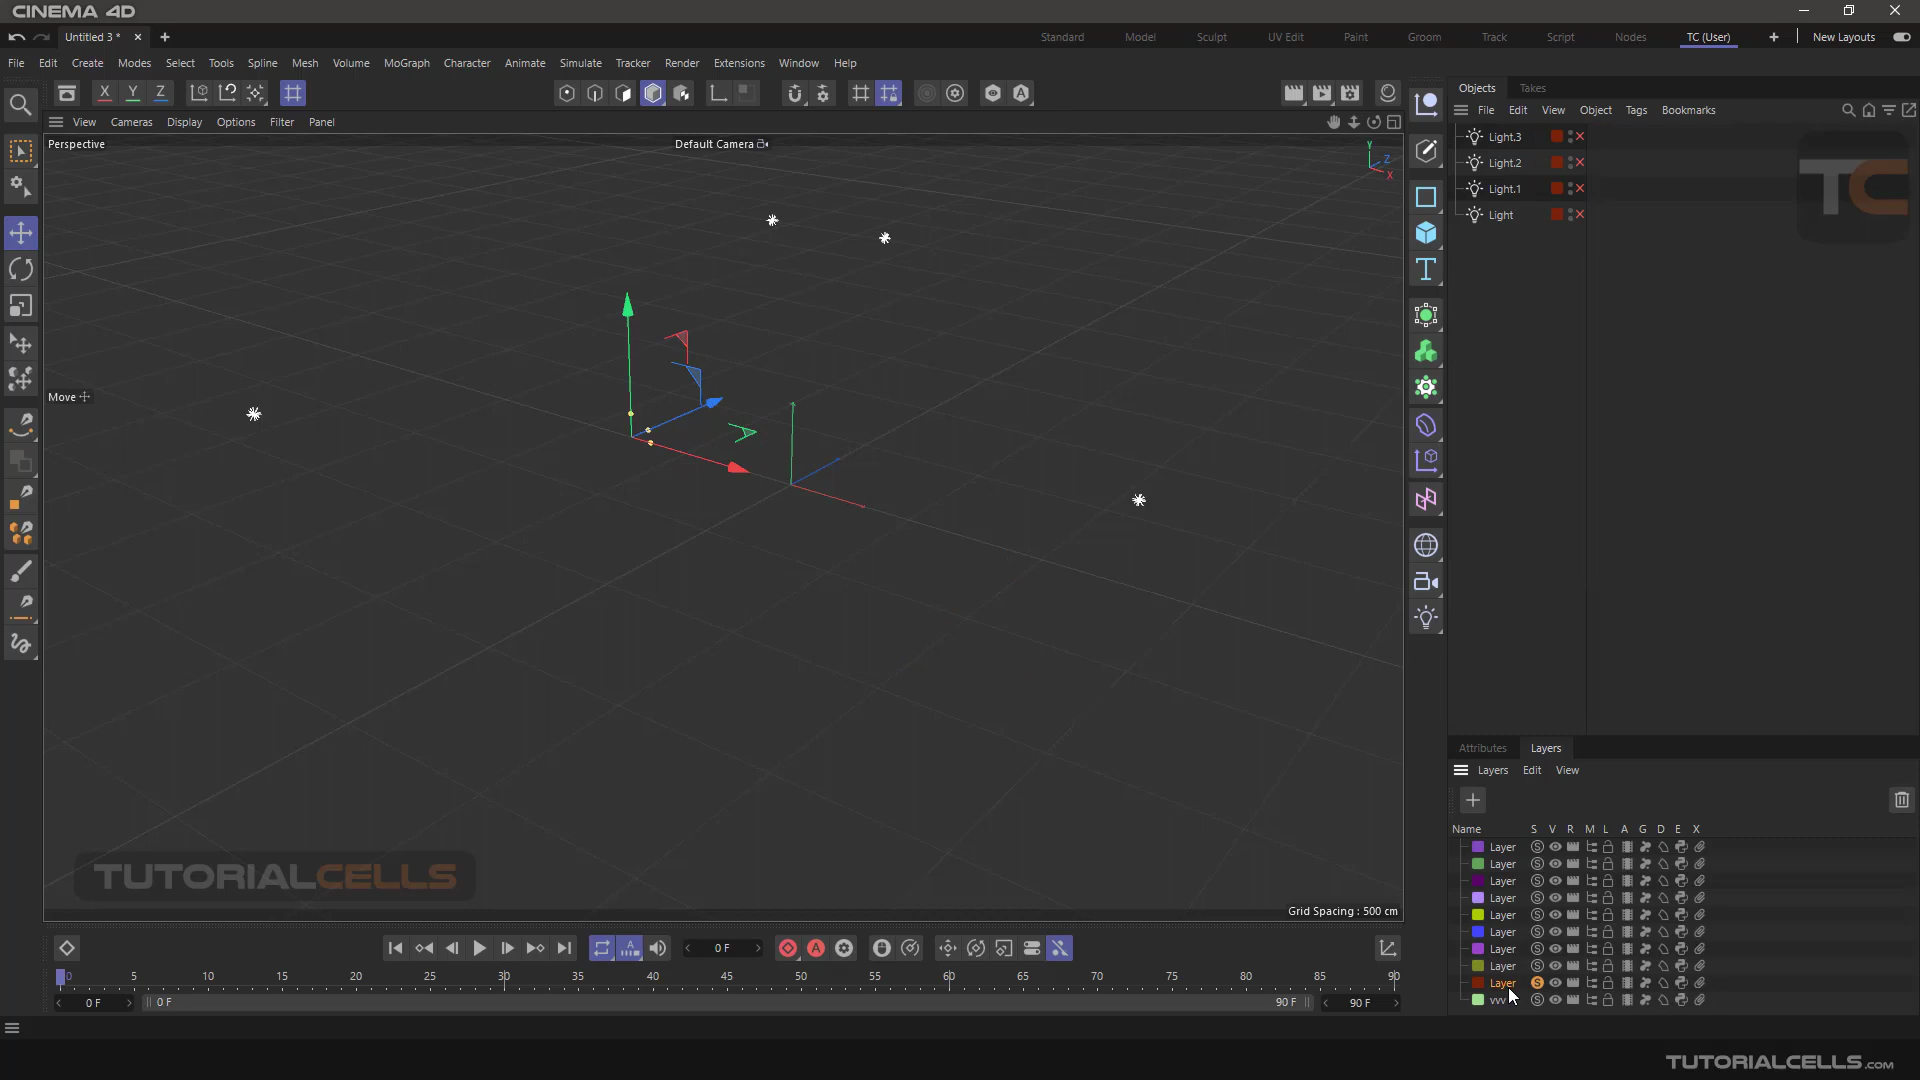 CINEMA 4D
Untitled 3 *
Standard
Model
Sculpt
UV Edit
Paint
Groom
Track
Script
Nodes
TC (User)
New Layouts
File Edit Create Modes Select Tools Spline Mesh Volume MoGraph Character Animate Simulate Tracker Render Extensions Window Help
X Y Z
View Cameras Display Options Filter Panel
Perspective
Default Camera
Y
Z
X
Move
TUTORIALCELLS
Grid Spacing : 500 cm
Objects Takes
File Edit View Object Tags Bookmarks
Light.3
Light.2
Light.1
Light
TC
Attributes Layers
Layers Edit View
Name S V R M L A G D E X
Layer
Layer
Layer
Layer
Layer
Layer
Layer
Layer
Layer
vvv
0 F
0 5 10 15 20 25 30 35 40 45 50 55 60 65 70 75 80 85 90
0 F
0 F
90 F
90 F
TUTORIALCELLS.com